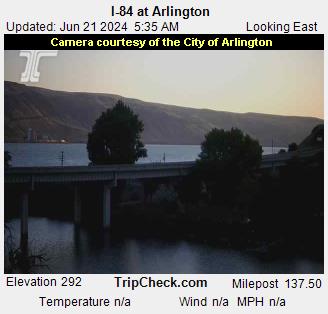 I-84 at Arlington
Updated: Jun 21 2024 5:35 AM Looking East
Camera courtesy of the City of Arlington
Elevation 292 TripCheck.com Milepost 137.50
Temperature n/a Wind n/a MPH n/a